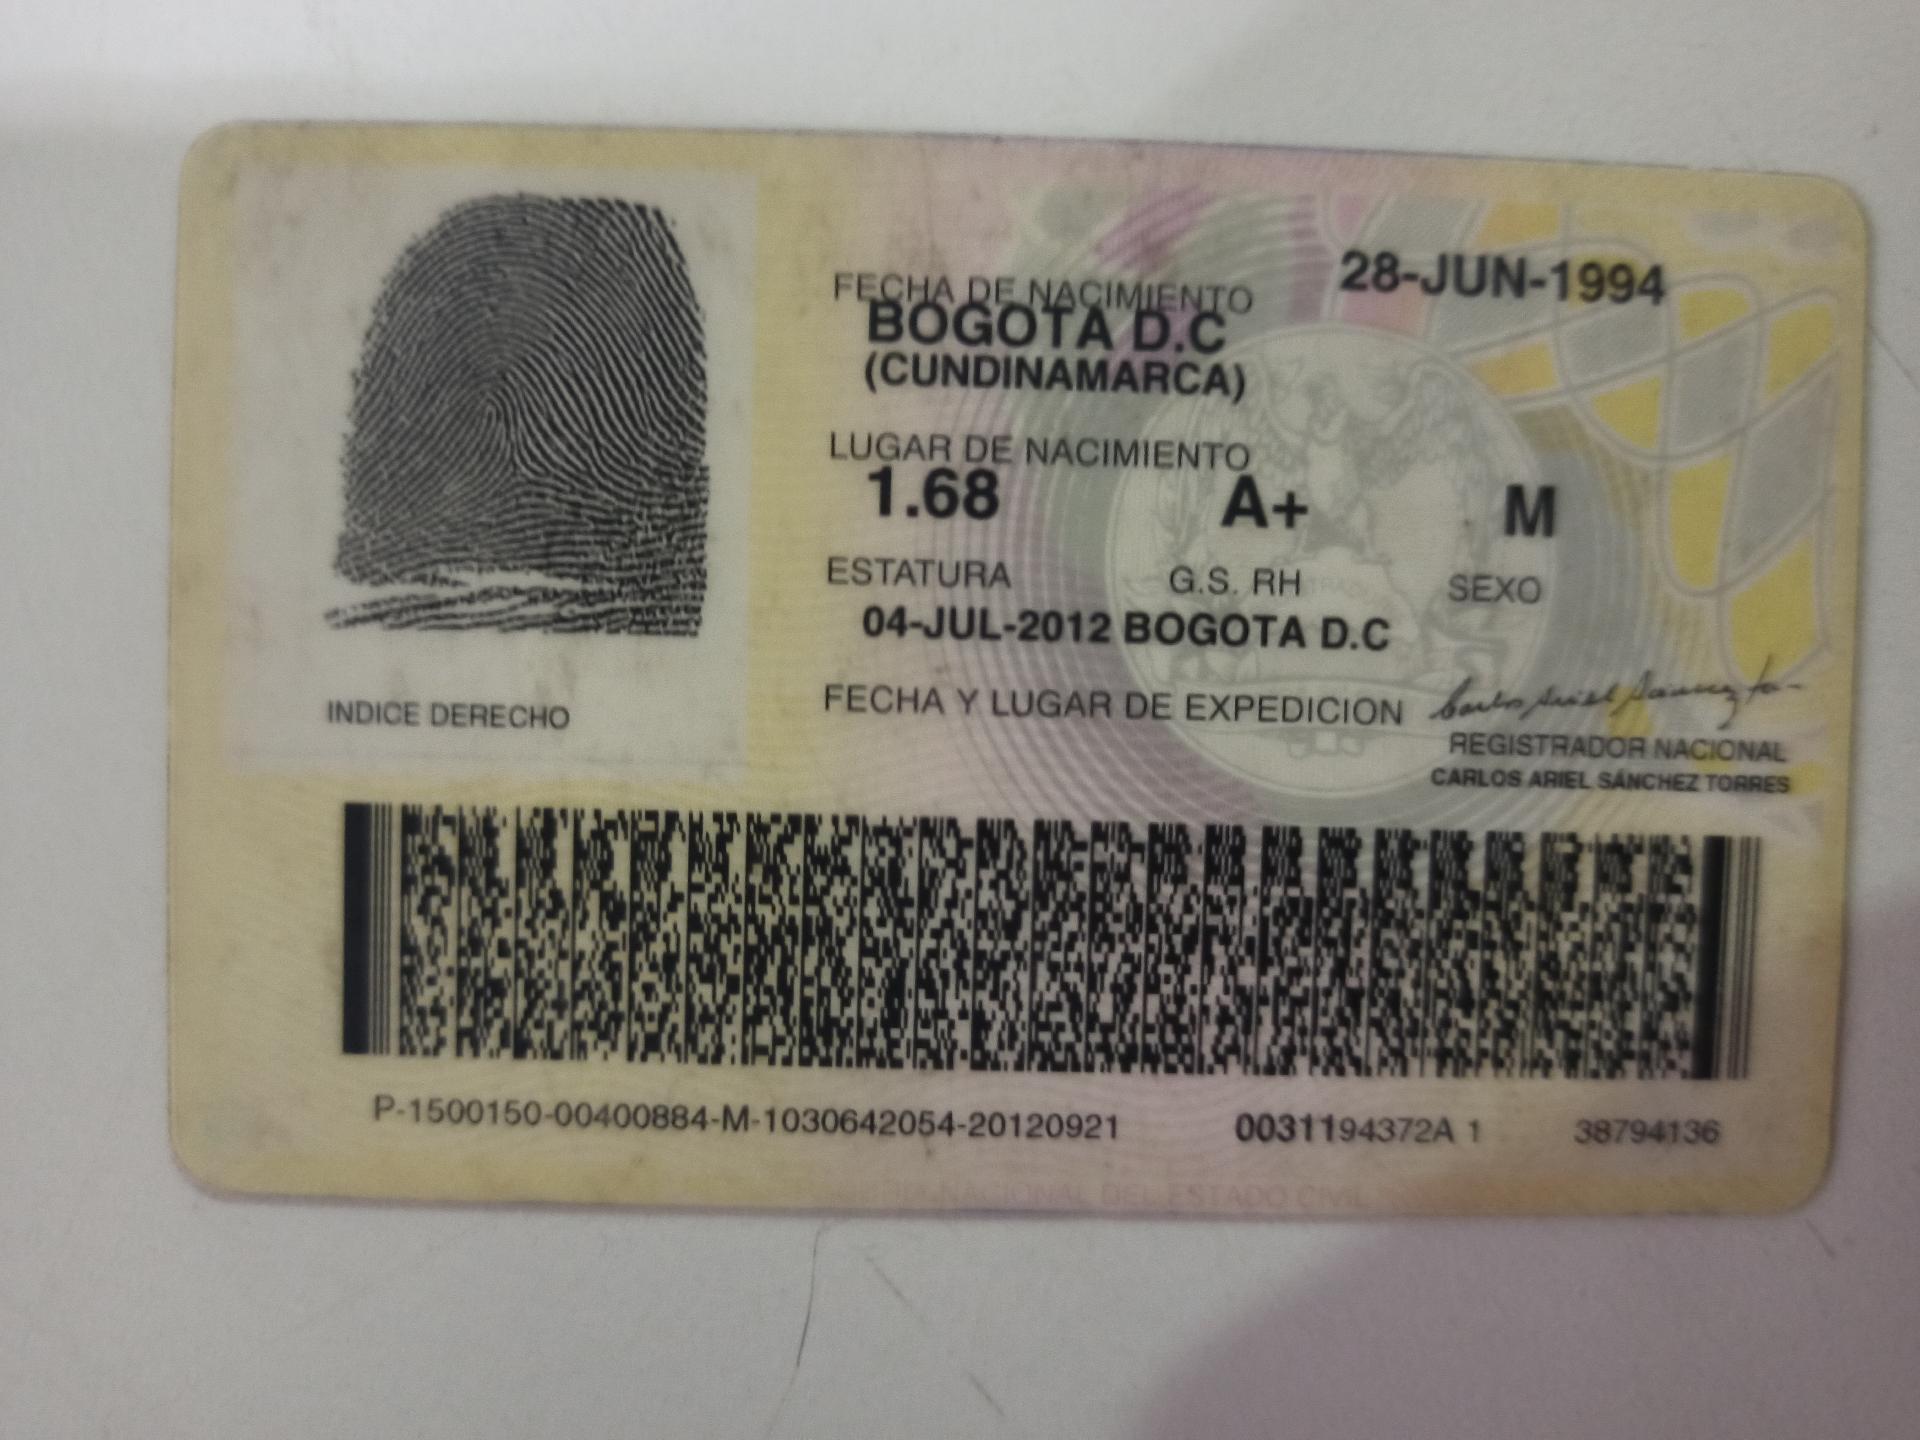 28-JUN-1994
FECHA DE NACIMIENTO
BOGOTA D.C
(CUNDINAMARCA)
LUGAR DE NACIMIENTO
1.68 A+ M
ESTATURA G.S. RH SEXO
04-JUL-2012 BOGOTA D.C
FECHA Y LUGAR DE EXPEDICION
INDICE DERECHO
Carlos Ariel Sánchez
REGISTRADOR NACIONAL
CARLOS ARIEL SÁNCHEZ TORRES
P-1500150-00400884-M-1030642054-20120921 0031194372A 1 38794136
NACIONAL DEL ESTADO CIVIL